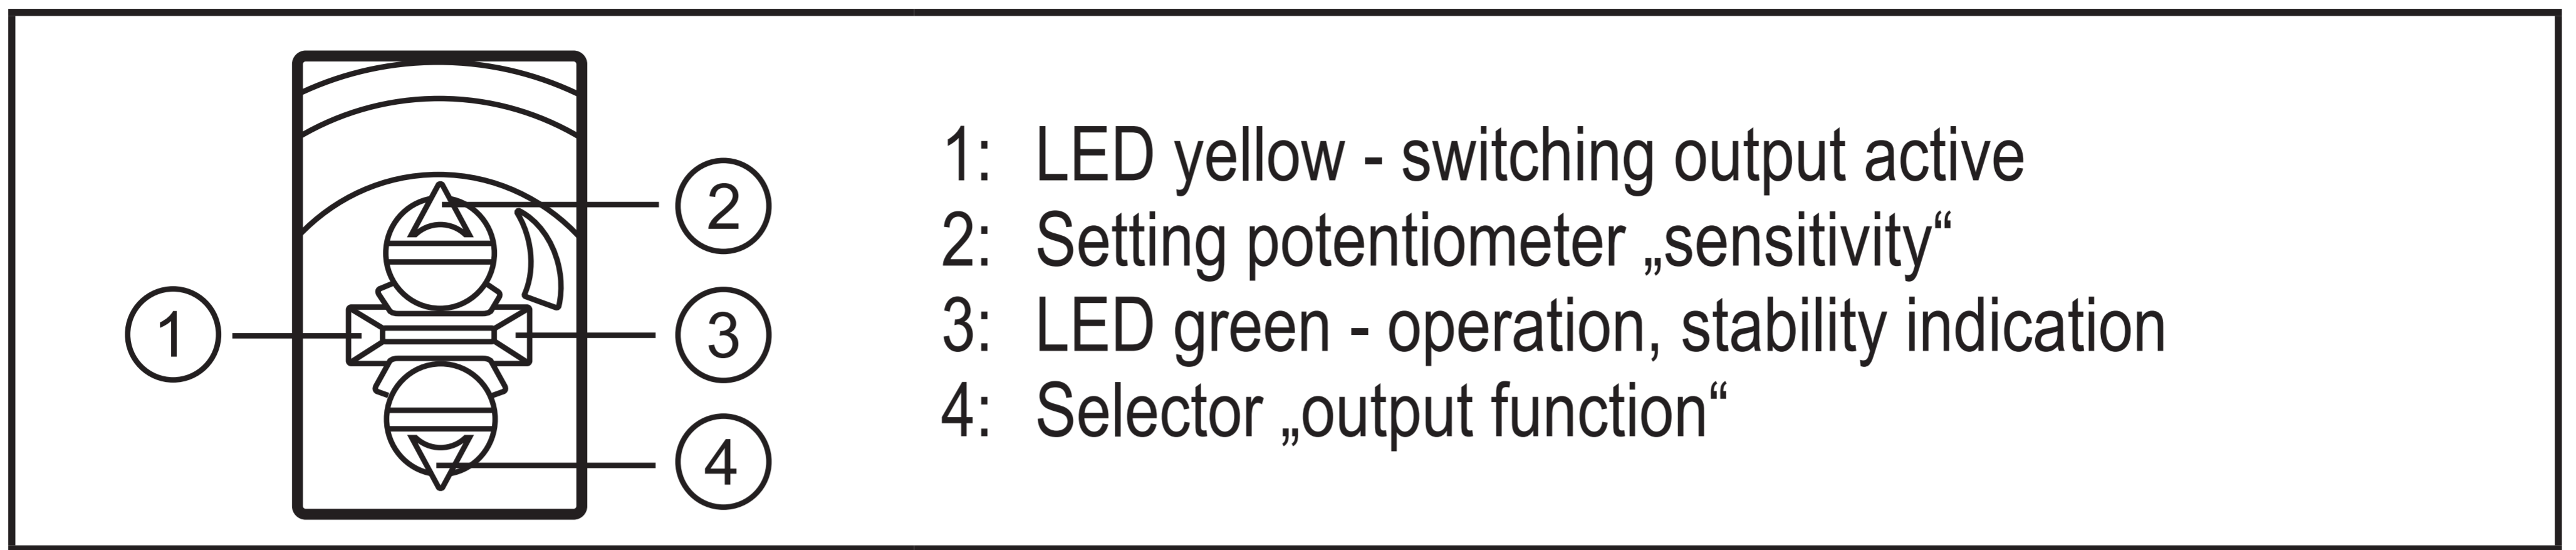 1
2
3
4
1: LED yellow - switching output active
2: Setting potentiometer „sensitivity“
3: LED green - operation, stability indication
4: Selector „output function“